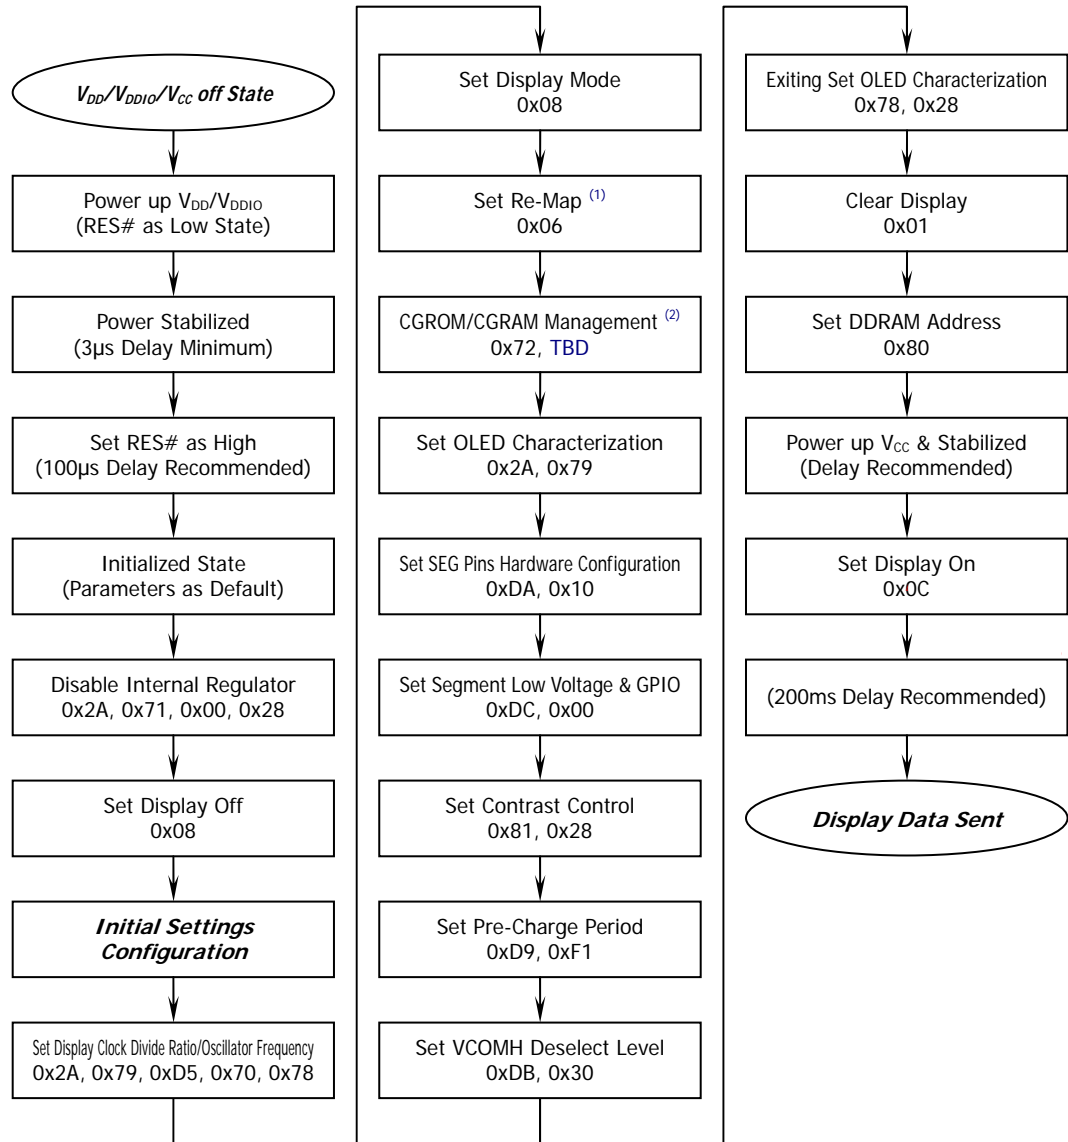 V_DD/V_DDIO/V_CC off State
Power up V_DD/V_DDIO
(RES# as Low State)
Power Stabilized
(3µs Delay Minimum)
Set RES# as High
(100µs Delay Recommended)
Initialized State
(Parameters as Default)
Disable Internal Regulator
0x2A, 0x71, 0x00, 0x28
Set Display Off
0x08
Initial Settings
Configuration
Set Display Clock Divide Ratio/Oscillator Frequency
0x2A, 0x79, 0xD5, 0x70, 0x78
Set Display Mode
0x08
Set Re-Map (1)
0x06
CGROM/CGRAM Management (2)
0x72, TBD
Set OLED Characterization
0x2A, 0x79
Set SEG Pins Hardware Configuration
0xDA, 0x10
Set Segment Low Voltage & GPIO
0xDC, 0x00
Set Contrast Control
0x81, 0x28
Set Pre-Charge Period
0xD9, 0xF1
Set VCOMH Deselect Level
0xDB, 0x30
Exiting Set OLED Characterization
0x78, 0x28
Clear Display
0x01
Set DDRAM Address
0x80
Power up V_CC & Stabilized
(Delay Recommended)
Set Display On
0x0C
(200ms Delay Recommended)
Display Data Sent